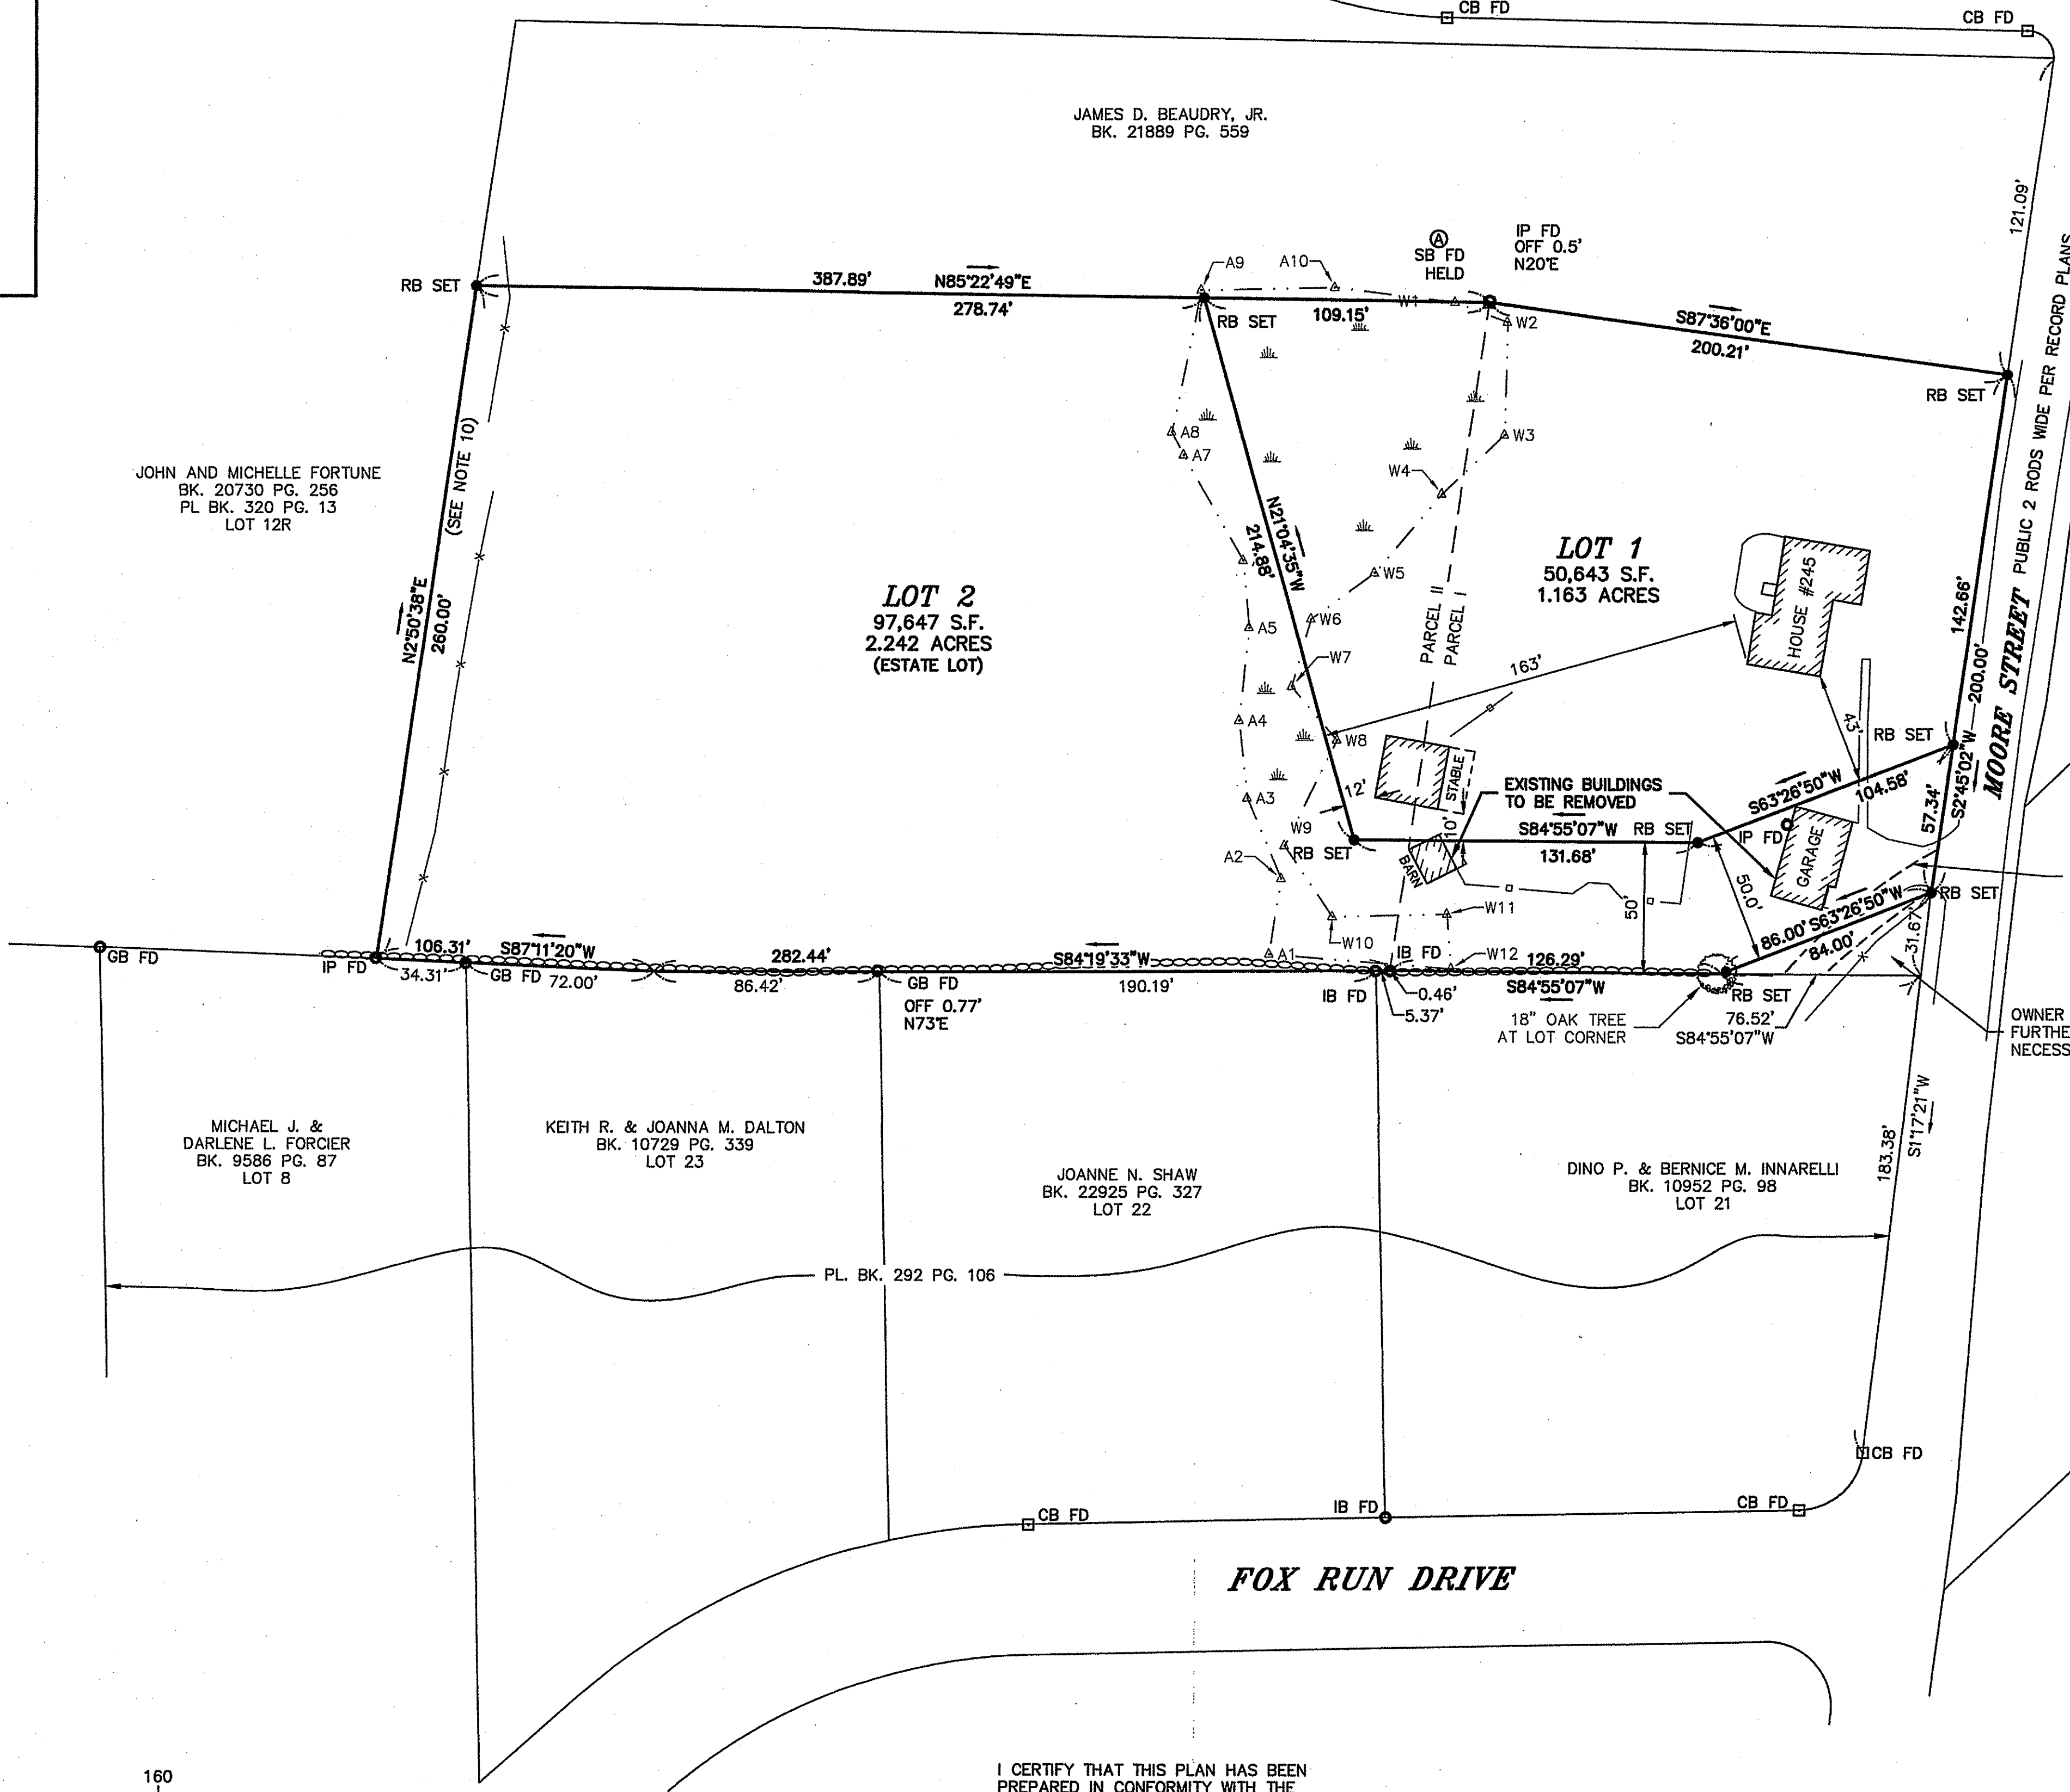 CB FD
CB FD
JAMES D. BEAUDRY, JR.
BK. 21889 PG. 559
121.09'
A
SB FD
HELD
IP FD
OFF 0.5'
N20°E
RB SET
387.89'
N85°22'49"E
278.74'
A9
A10
W1
W2
RB SET
109.15'
S87°36'00"E
200.21'
RB SET
MOORE STREET PUBLIC 2 RODS WIDE PER RECORD PLANS
JOHN AND MICHELLE FORTUNE
BK. 20730 PG. 256
PL BK. 320 PG. 13
LOT 12R
(SEE NOTE 10)
N2°50'38"E
260.00'
A8
A7
W3
W4
N21°04'35"W
214.88'
W5
W6
W7
W8
W9
A5
A4
A3
A2
LOT 2
97,647 S.F.
2.242 ACRES
(ESTATE LOT)
PARCEL II
PARCEL I
LOT 1
50,643 S.F.
1.163 ACRES
HOUSE #245
163'
43'
142.66'
200.00'
S2°45'02"W
57.34'
RB SET
S63°26'50"W
104.58'
STABLE
12'
10'
EXISTING BUILDINGS
TO BE REMOVED
S84°55'07"W
131.68'
RB SET
RB SET
IP FD
BARN
GARAGE
50'
50.0'
RB SET
86.00' S63°26'50"W
84.00'
31.67'
GB FD
IP FD
106.31'
S87°11'20"W
34.31'
GB FD
72.00'
282.44'
86.42'
GB FD
OFF 0.77'
N73°E
S84°19'33"W
190.19'
A1
W10
W11
W12
IB FD
IB FD
0.46'
5.37'
126.29'
S84°55'07"W
RB SET
18" OAK TREE
AT LOT CORNER
76.52'
S84°55'07"W
OWNER
FURTHE
NECESS
S1°17'21"W
183.38'
MICHAEL J. &
DARLENE L. FORCIER
BK. 9586 PG. 87
LOT 8
KEITH R. & JOANNA M. DALTON
BK. 10729 PG. 339
LOT 23
JOANNE N. SHAW
BK. 22925 PG. 327
LOT 22
DINO P. & BERNICE M. INNARELLI
BK. 10952 PG. 98
LOT 21
PL. BK. 292 PG. 106
CB FD
CB FD
IB FD
CB FD
FOX RUN DRIVE
I CERTIFY THAT THIS PLAN HAS BEEN
PREPARED IN CONFORMITY WITH THE
160